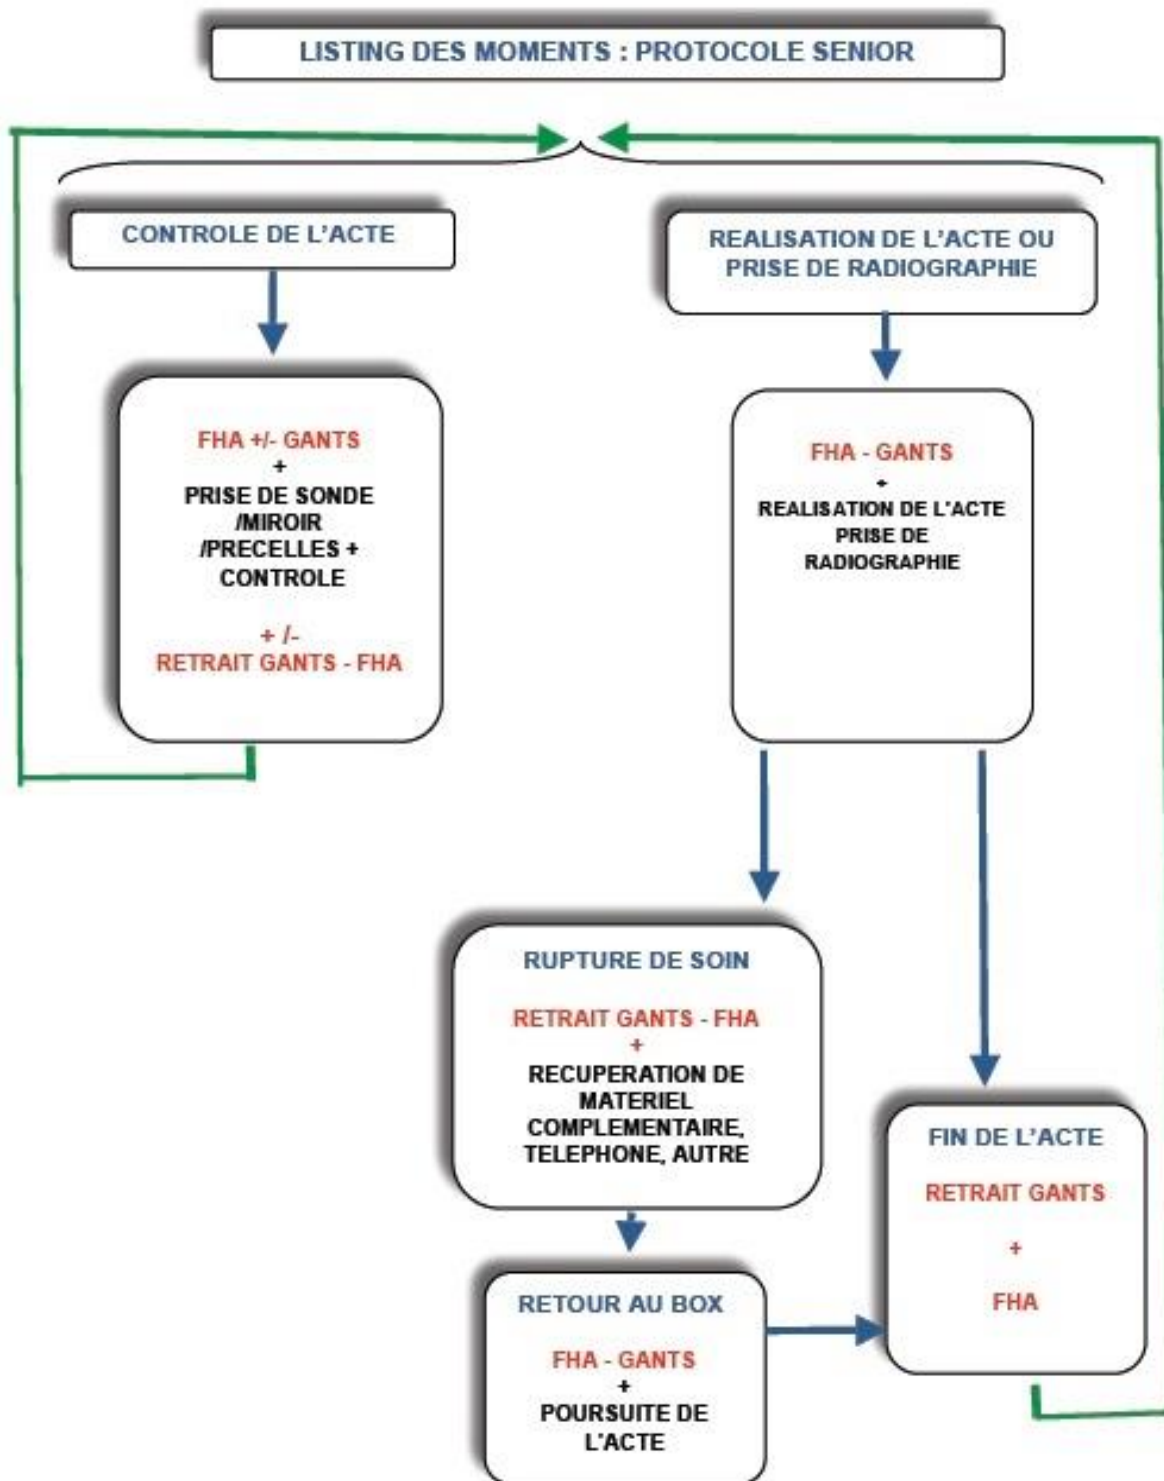 LISTING DES MOMENTS : PROTOCOLE SENIOR
CONTROLE DE L'ACTE
REALISATION DE L'ACTE OU
PRISE DE RADIOGRAPHIE
FHA +/- GANTS
+
PRISE DE SONDE
/MIROIR
/PRECELLES +
CONTROLE
+ /-
RETRAIT GANTS - FHA
FHA - GANTS
+
REALISATION DE L'ACTE
PRISE DE
RADIOGRAPHIE
RUPTURE DE SOIN
RETRAIT GANTS - FHA
+
RECUPERATION DE
MATERIEL
COMPLEMENTAIRE,
TELEPHONE, AUTRE
RETOUR AU BOX
FHA - GANTS
+
POURSUITE DE
L'ACTE
FIN DE L'ACTE
RETRAIT GANTS
+
FHA